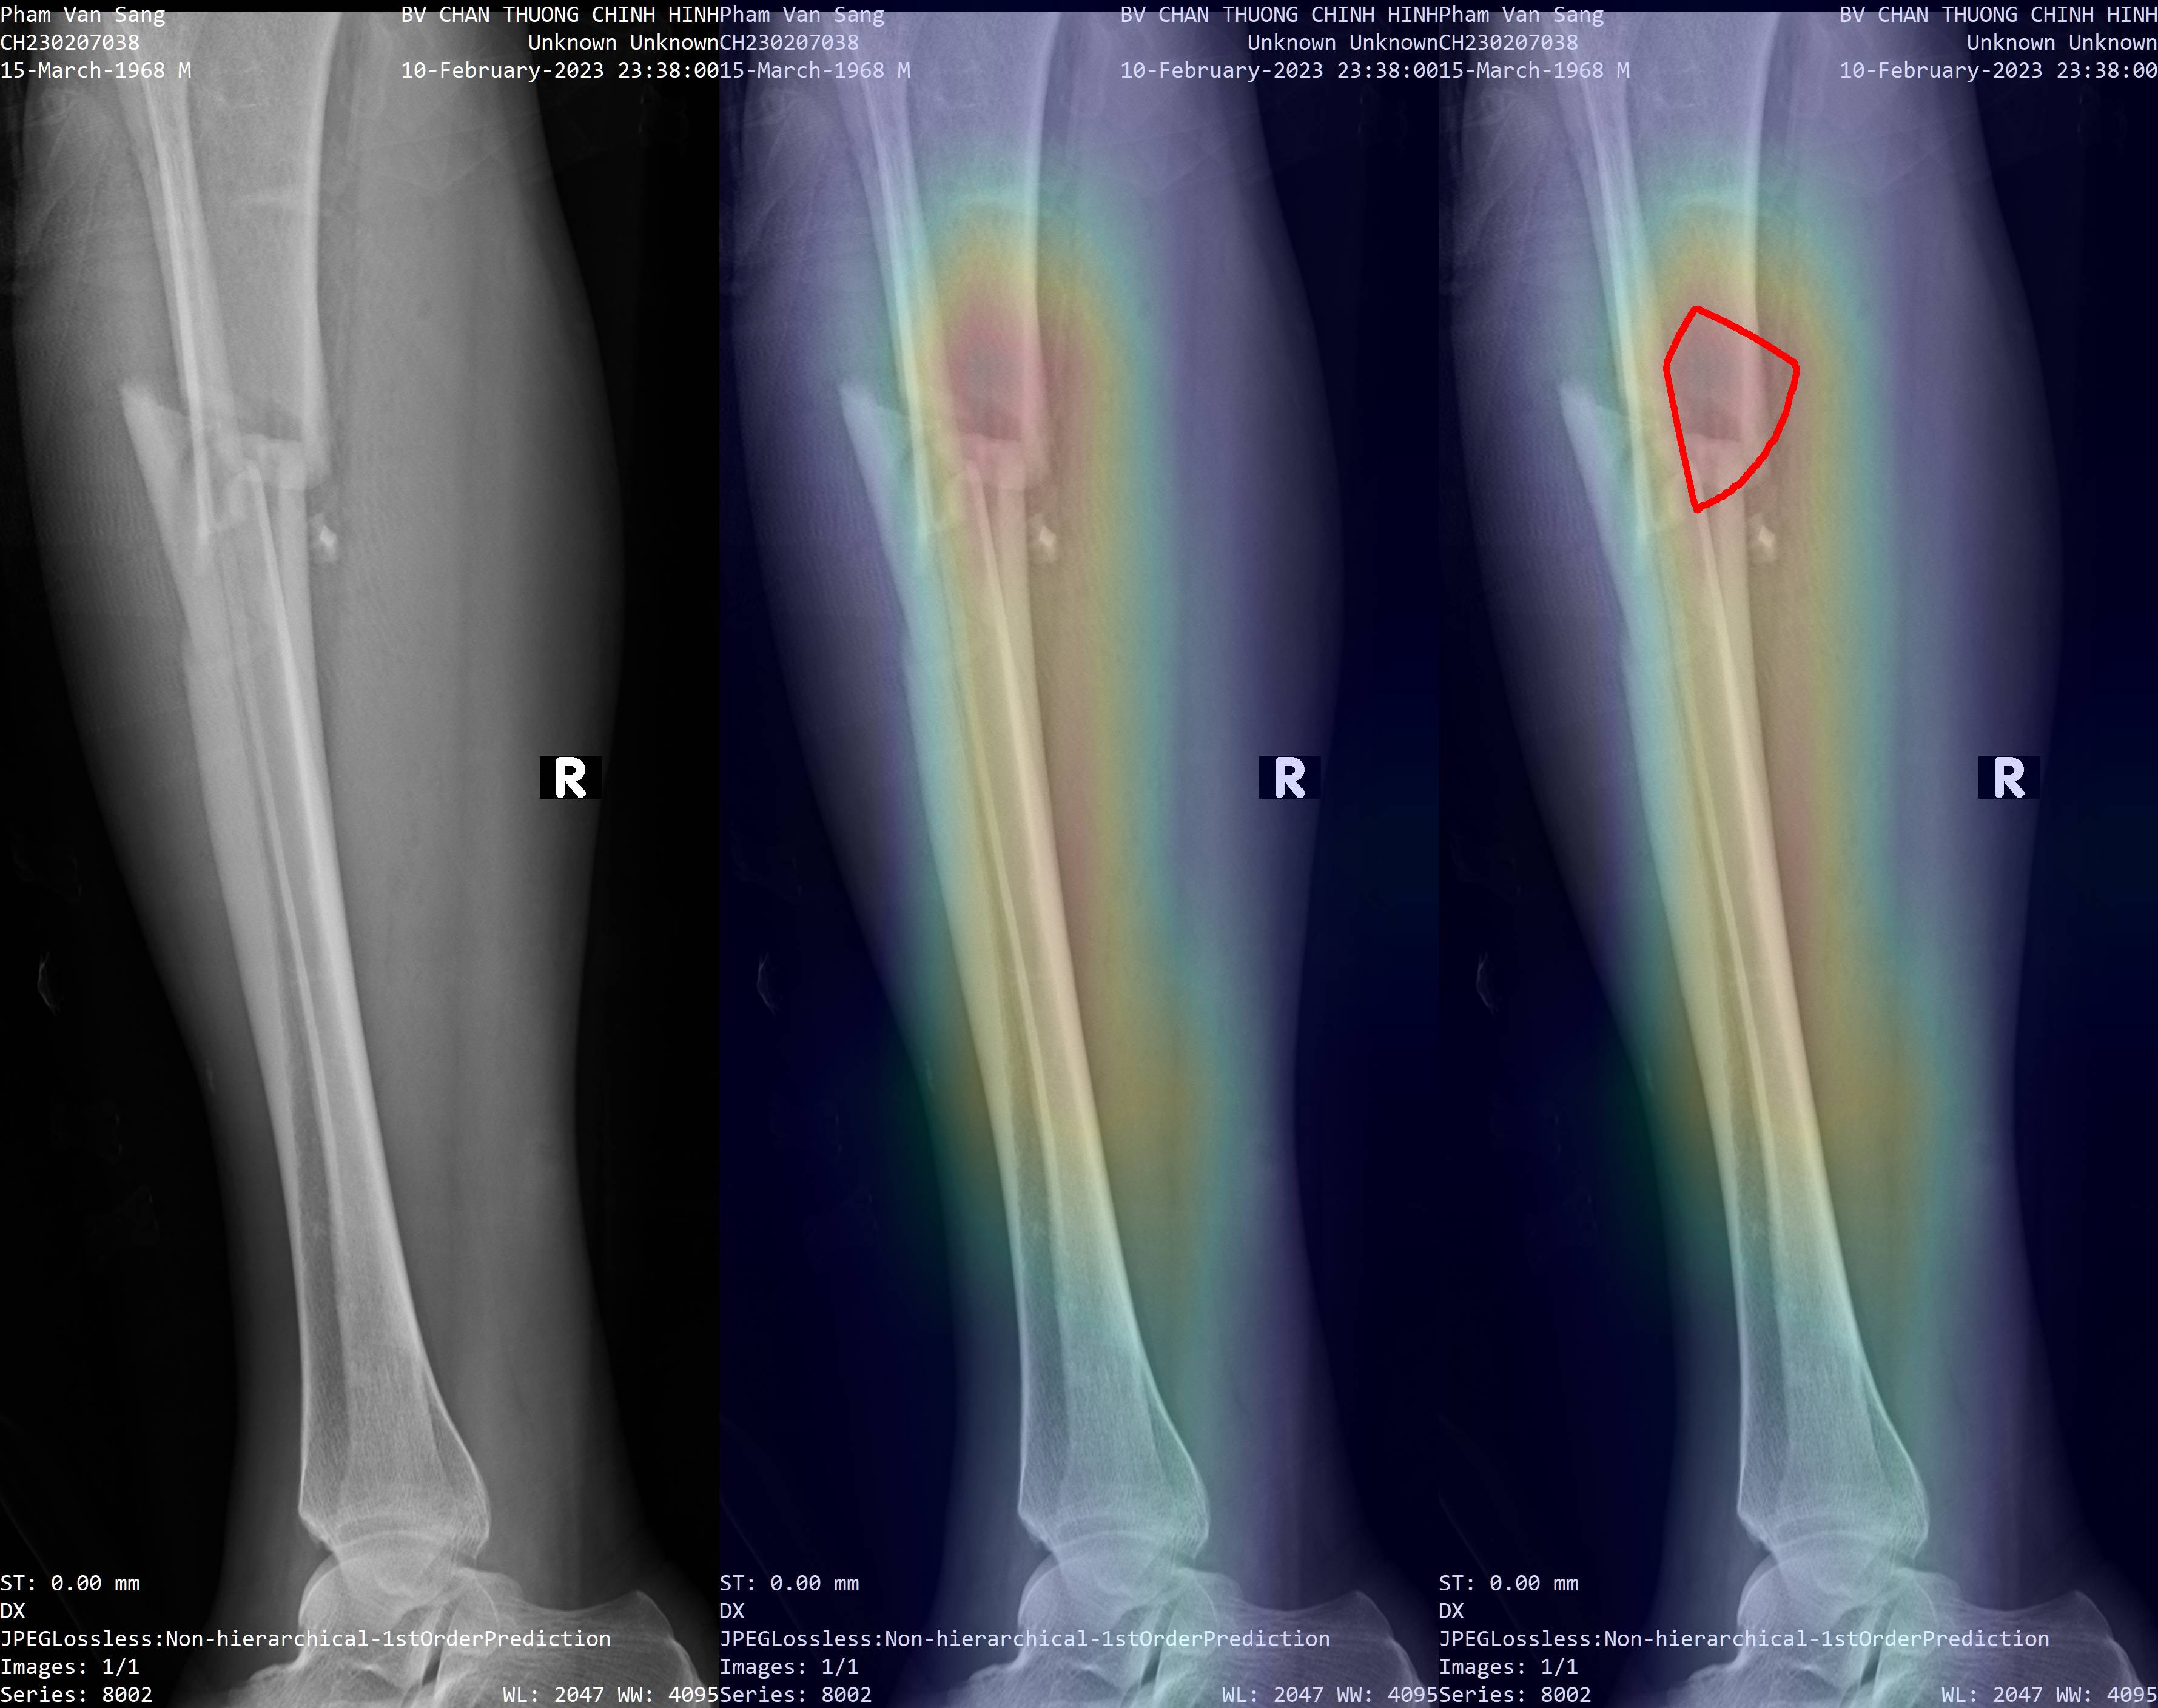 Pham Van Sang
CH230207038
15-March-1968 M
BV CHAN THUONG CHINH HINH
Unknown Unknown
10-February-2023 23:38:00
R
ST: 0.00 mm
DX
JPEGLossless:Non-hierarchical-1stOrderPrediction
Images: 1/1
Series: 8002
WL: 2047 WW: 4095
Pham Van Sang
CH230207038
15-March-1968 M
BV CHAN THUONG CHINH HINH
Unknown Unknown
10-February-2023 23:38:00
R
ST: 0.00 mm
DX
JPEGLossless:Non-hierarchical-1stOrderPrediction
Images: 1/1
Series: 8002
WL: 2047 WW: 4095
Pham Van Sang
CH230207038
15-March-1968 M
BV CHAN THUONG CHINH HINH
Unknown Unknown
10-February-2023 23:38:00
R
ST: 0.00 mm
DX
JPEGLossless:Non-hierarchical-1stOrderPrediction
Images: 1/1
Series: 8002
WL: 2047 WW: 4095